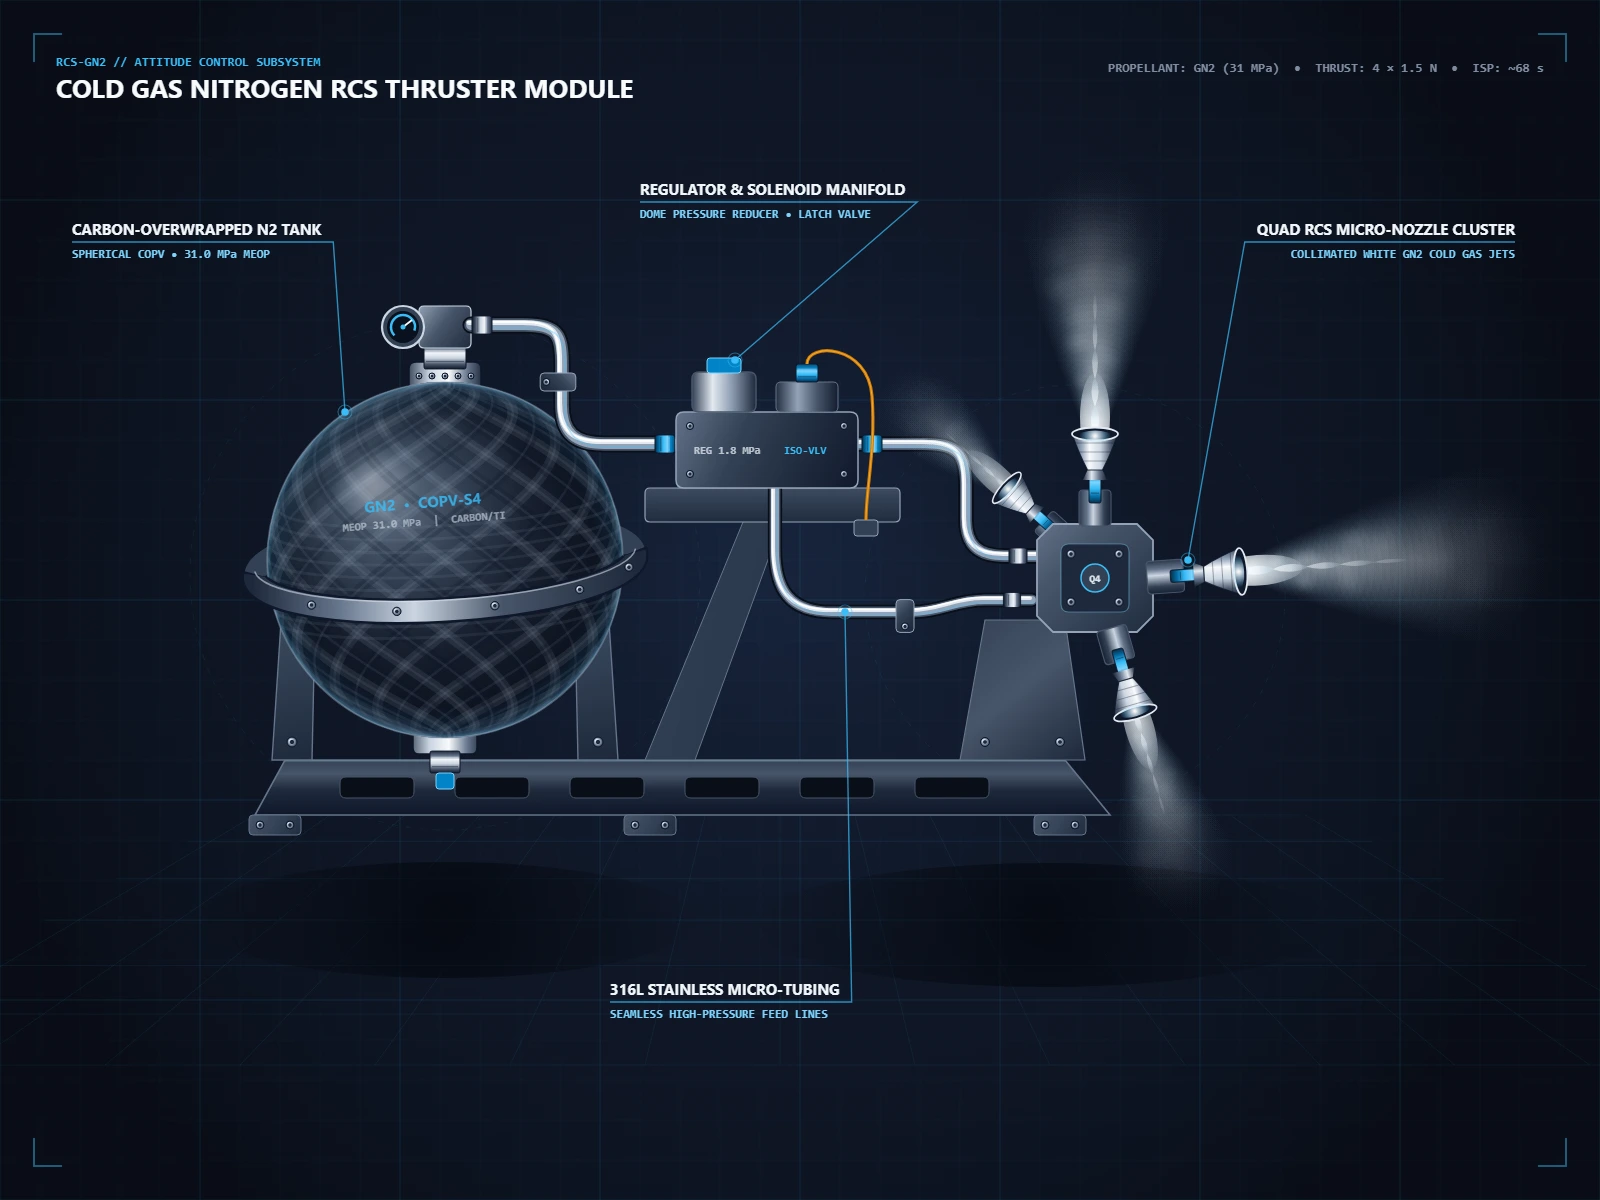 RCS-GN2 // ATTITUDE CONTROL SUBSYSTEM
COLD GAS NITROGEN RCS THRUSTER MODULE
PROPELLANT: GN2 (31 MPa) • THRUST: 4 × 1.5 N • ISP: ~68 s
REGULATOR & SOLENOID MANIFOLD
DOME PRESSURE REDUCER • LATCH VALVE
CARBON-OVERWRAPPED N2 TANK
SPHERICAL COPV • 31.0 MPa MEOP
QUAD RCS MICRO-NOZZLE CLUSTER
COLLIMATED WHITE GN2 COLD GAS JETS
REG 1.8 MPa
ISO-VLV
GN2 • COPV-S4
MEOP 31.0 MPa | CARBON/TI
Q4
316L STAINLESS MICRO-TUBING
SEAMLESS HIGH-PRESSURE FEED LINES